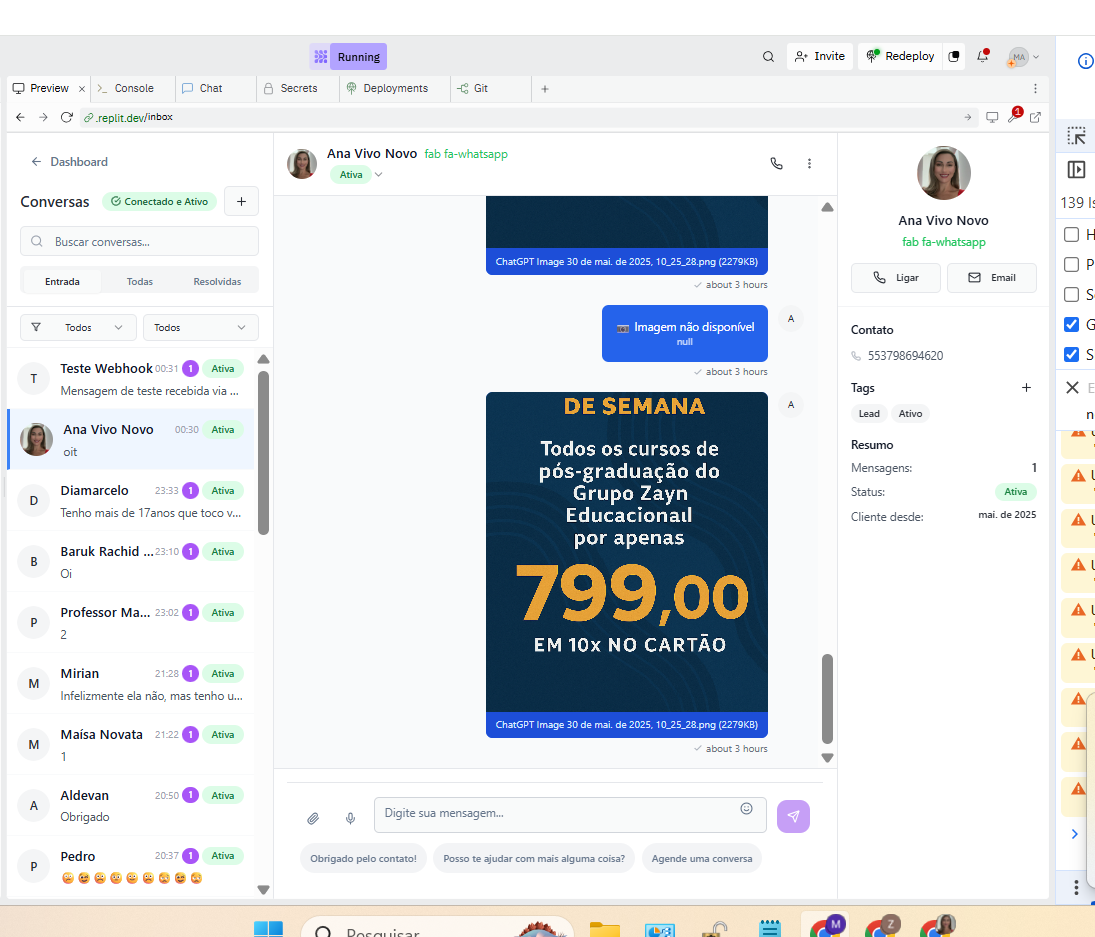 Running
Invite
Redeploy
MA
Preview
Console
Chat
Secrets
Deployments
Git
.replit.dev/inbox
1
Dashboard
Conversas
Conectado e Ativo
Buscar conversas...
Entrada
Todas
Resolvidas
Todos
Todos
T
Teste Webhook
00:31
1
Ativa
Mensagem de teste recebida via ...
Ana Vivo Novo
00:30
Ativa
oit
D
Diamarcelo
23:33
1
Ativa
Tenho mais de 17anos que toco v...
B
Baruk Rachid ...
23:10
1
Ativa
Oi
P
Professor Ma...
23:02
1
Ativa
2
M
Mirian
21:28
1
Ativa
Infelizmente ela não, mas tenho u...
M
Maísa Novata
21:22
1
Ativa
1
A
Aldevan
20:50
1
Ativa
Obrigado
P
Pedro
20:37
1
Ativa
Ana Vivo Novo
fab fa-whatsapp
Ativa
ChatGPT Image 30 de mai. de 2025, 10_25_28.png (2279KB)
about 3 hours
Imagem não disponível
null
A
about 3 hours
A
DE SEMANA
Todos os cursos de
pós-graduação do
Grupo Zayn
Educacional
por apenas
799,00
EM 10x NO CARTÃO
ChatGPT Image 30 de mai. de 2025, 10_25_28.png (2279KB)
about 3 hours
Digite sua mensagem...
Obrigado pelo contato!
Posso te ajudar com mais alguma coisa?
Agende uma conversa
Ana Vivo Novo
fab fa-whatsapp
Ligar
Email
Contato
553798694620
Tags
Lead
Ativo
Resumo
Mensagens:
1
Status:
Ativa
Cliente desde:
mai. de 2025
139 Is
H
P
S
G
S
E
n
Pesquisar
M
Z